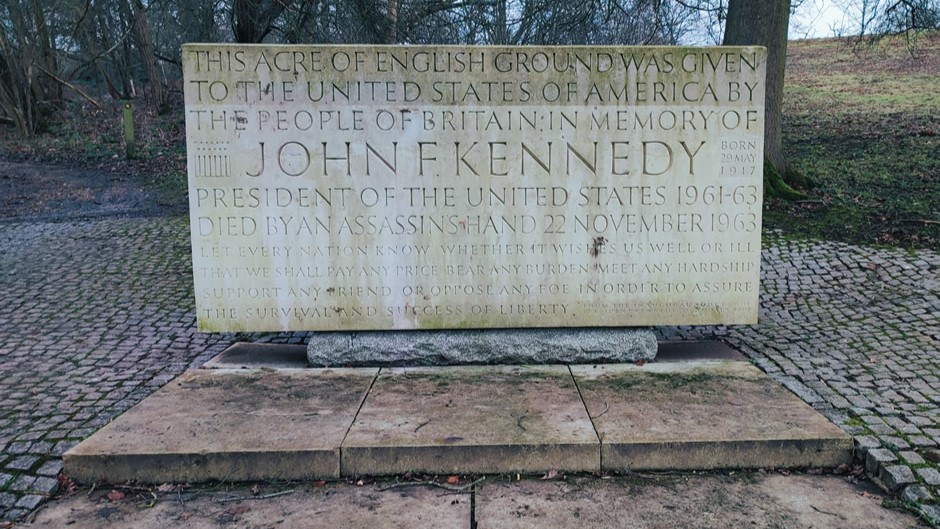 THIS ACRE OF ENGLISH GROUND WAS GIVEN
TO THE UNITED STATES OF AMERICA BY
THE PEOPLE OF BRITAIN IN MEMORY OF
JOHN F. KENNEDY
BORN
29 MAY
1917
PRESIDENT OF THE UNITED STATES 1961-63
DIED BY AN ASSASSINS HAND 22 NOVEMBER 1963
LET EVERY NATION KNOW WHETHER IT WISHES US WELL OR ILL
THAT WE SHALL PAY ANY PRICE BEAR ANY BURDEN MEET ANY HARDSHIP
SUPPORT ANY FRIEND OR OPPOSE ANY FOE IN ORDER TO ASSURE
THE SURVIVAL AND SUCCESS OF LIBERTY